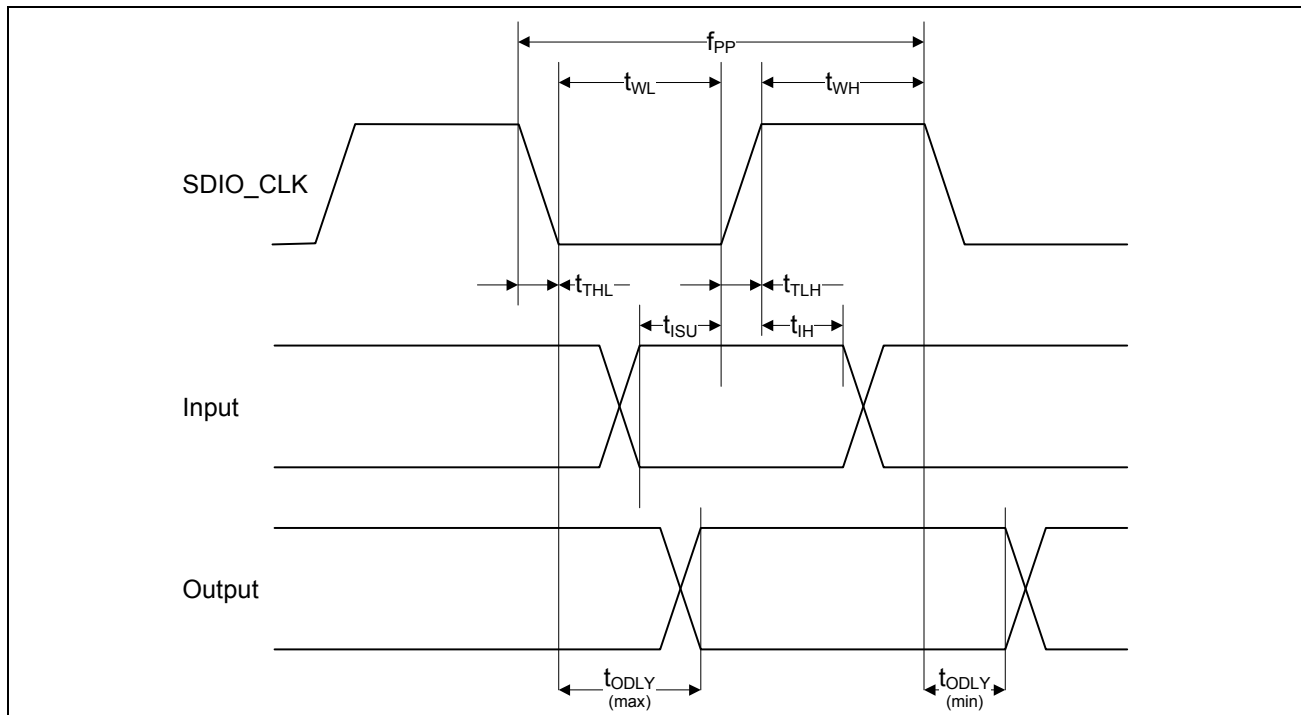 fPP
tWL
tWH
SDIO_CLK
tTHL
tTLH
tISU
tIH
Input
Output
tODLY
(max)
tODLY
(min)